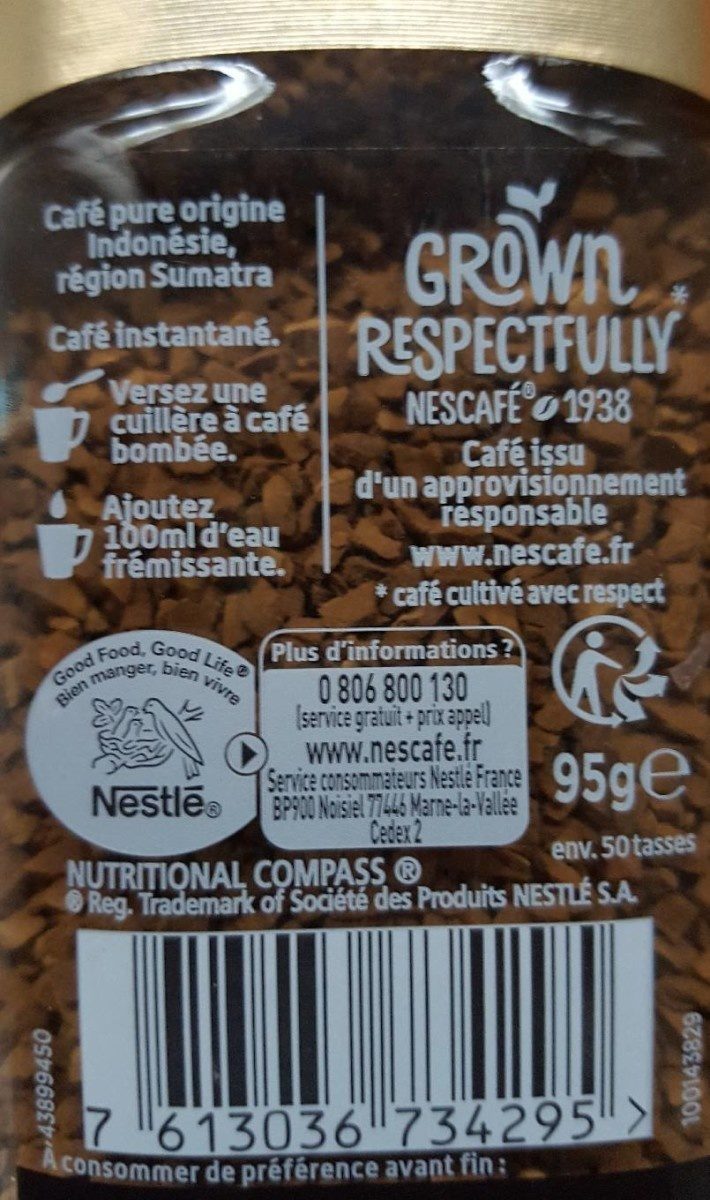 Café pure origine
Indonésie,
région Sumatra
Café instantané.
Versez une
cuillère à café
bombée.
Ajoutez
100ml d'eau
frémissante.
GROWN
RESPECTFULLY*
NESCAFÉ® 1938
Café issu
d'un approvisionnement
responsable
www.nescafe.fr
* café cultivé avec respect
Good Food, Good Life®
Bien manger, bien vivre
Nestlé®
Plus d'informations ?
0 806 800 130
(service gratuit + prix appel)
www.nescafe.fr
Service consommateurs Nestlé France
BP900 Noisiel 77446 Marne-la-Vallée
Cedex 2
95g e
env. 50 tasses
NUTRITIONAL COMPASS ®
® Reg. Trademark of Société des Produits NESTLÉ S.A.
43899450
100143829
7 613036 734295 >
À consommer de préférence avant fin :